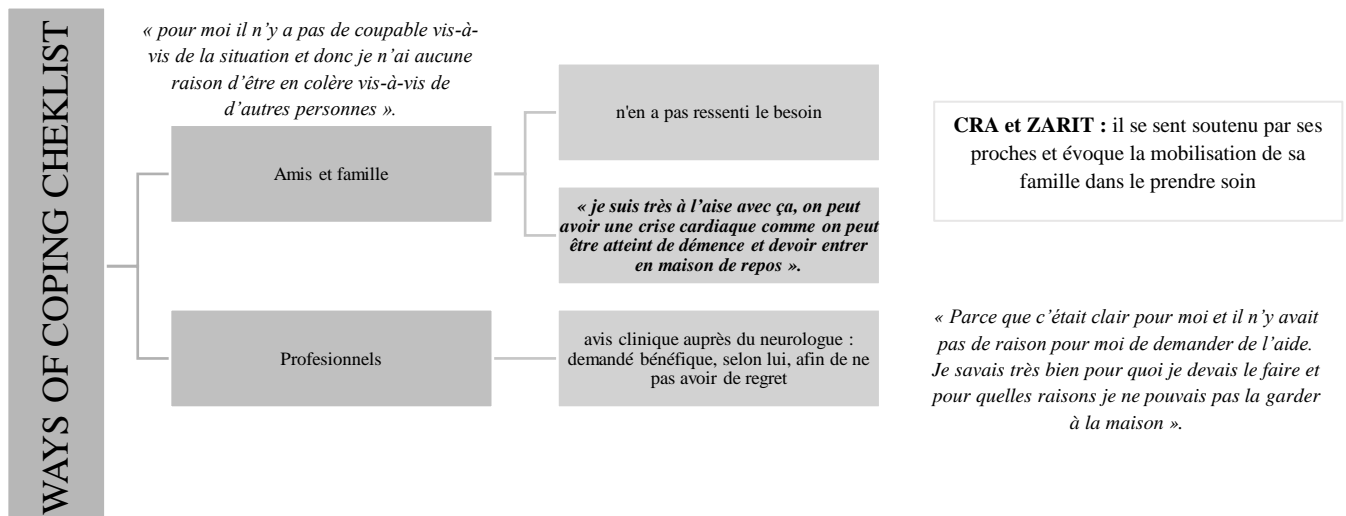 WAYS OF COPING CHEKLIST
« pour moi il n’y a pas de coupable vis-à-
vis de la situation et donc je n’ai aucune
raison d’être en colère vis-à-vis de
d’autres personnes ».
Amis et famille
n'en a pas ressenti le besoin
« je suis très à l’aise avec ça, on peut
avoir une crise cardiaque comme on peut
être atteint de démence et devoir entrer
en maison de repos ».
Profesionnels
avis clinique auprès du neurologue :
demandé bénéfique, selon lui, afin de ne
pas avoir de regret
CRA et ZARIT : il se sent soutenu par ses
proches et évoque la mobilisation de sa
famille dans le prendre soin
« Parce que c’était clair pour moi et il n’y avait
pas de raison pour moi de demander de l’aide.
Je savais très bien pour quoi je devais le faire et
pour quelles raisons je ne pouvais pas la garder
à la maison ».